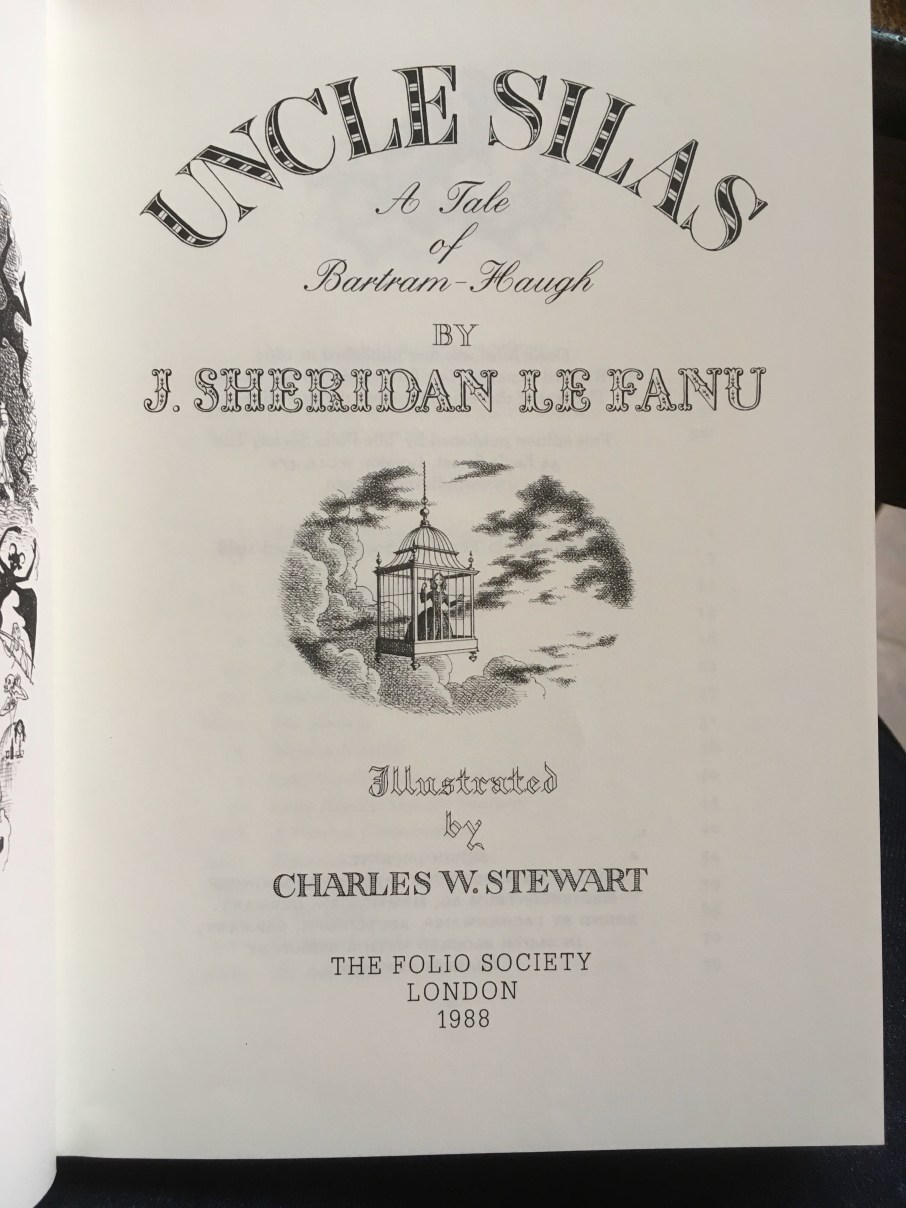 UNCLE SILAS
A Tale
of
Bartram-Haugh
BY
J. SHERIDAN LE FANU
Illustrated
by
CHARLES W. STEWART
THE FOLIO SOCIETY
LONDON
1988